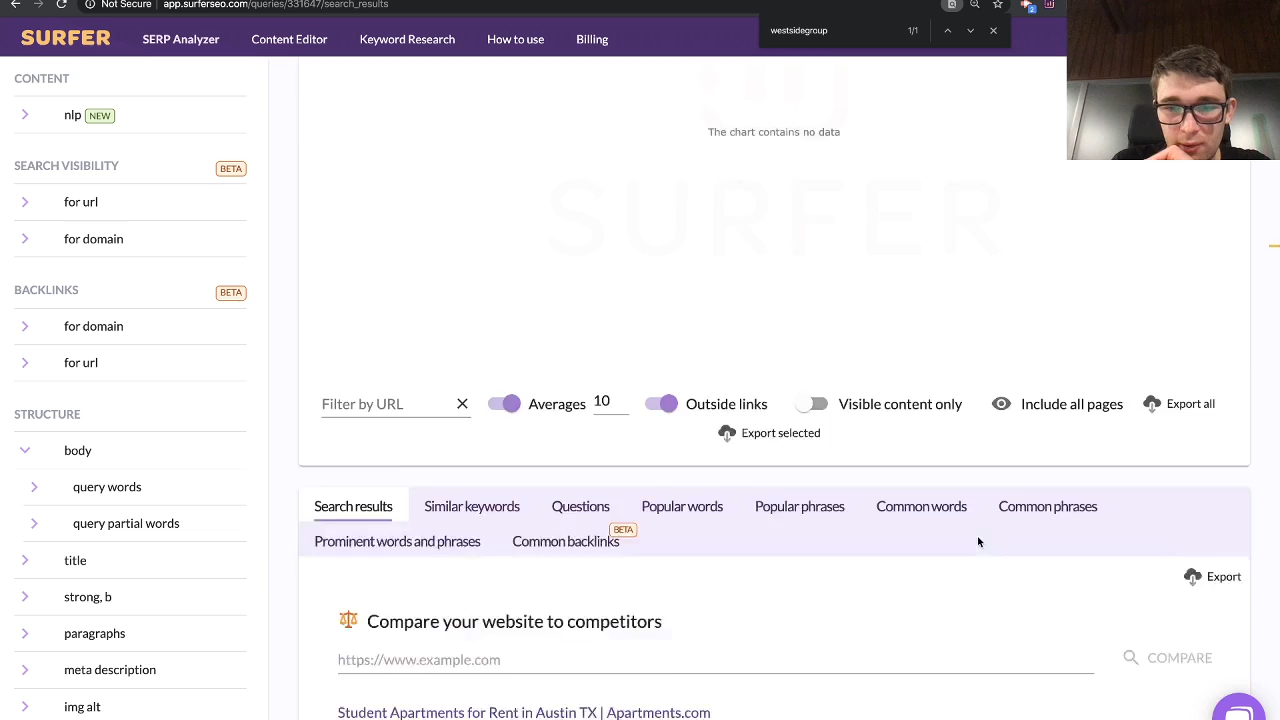 Not Secure | app.surferseo.com/queries/331647/search_results
2
SURFER
SERP Analyzer
Content Editor
Keyword Research
How to use
Billing
westsidegroup
1/1
CONTENT
nlp NEW
SEARCH VISIBILITY BETA
for url
for domain
BACKLINKS BETA
for domain
for url
STRUCTURE
body
query words
query partial words
title
strong, b
paragraphs
meta description
img alt
The chart contains no data
SURFER
Filter by URL
Averages 10
Outside links
Visible content only
Include all pages
Export all
Export selected
Search results
Similar keywords
Questions
Popular words
Popular phrases
Common words
Common phrases
Prominent words and phrases
Common backlinks BETA
Export
Compare your website to competitors
https://www.example.com
COMPARE
Student Apartments for Rent in Austin TX | Apartments.com